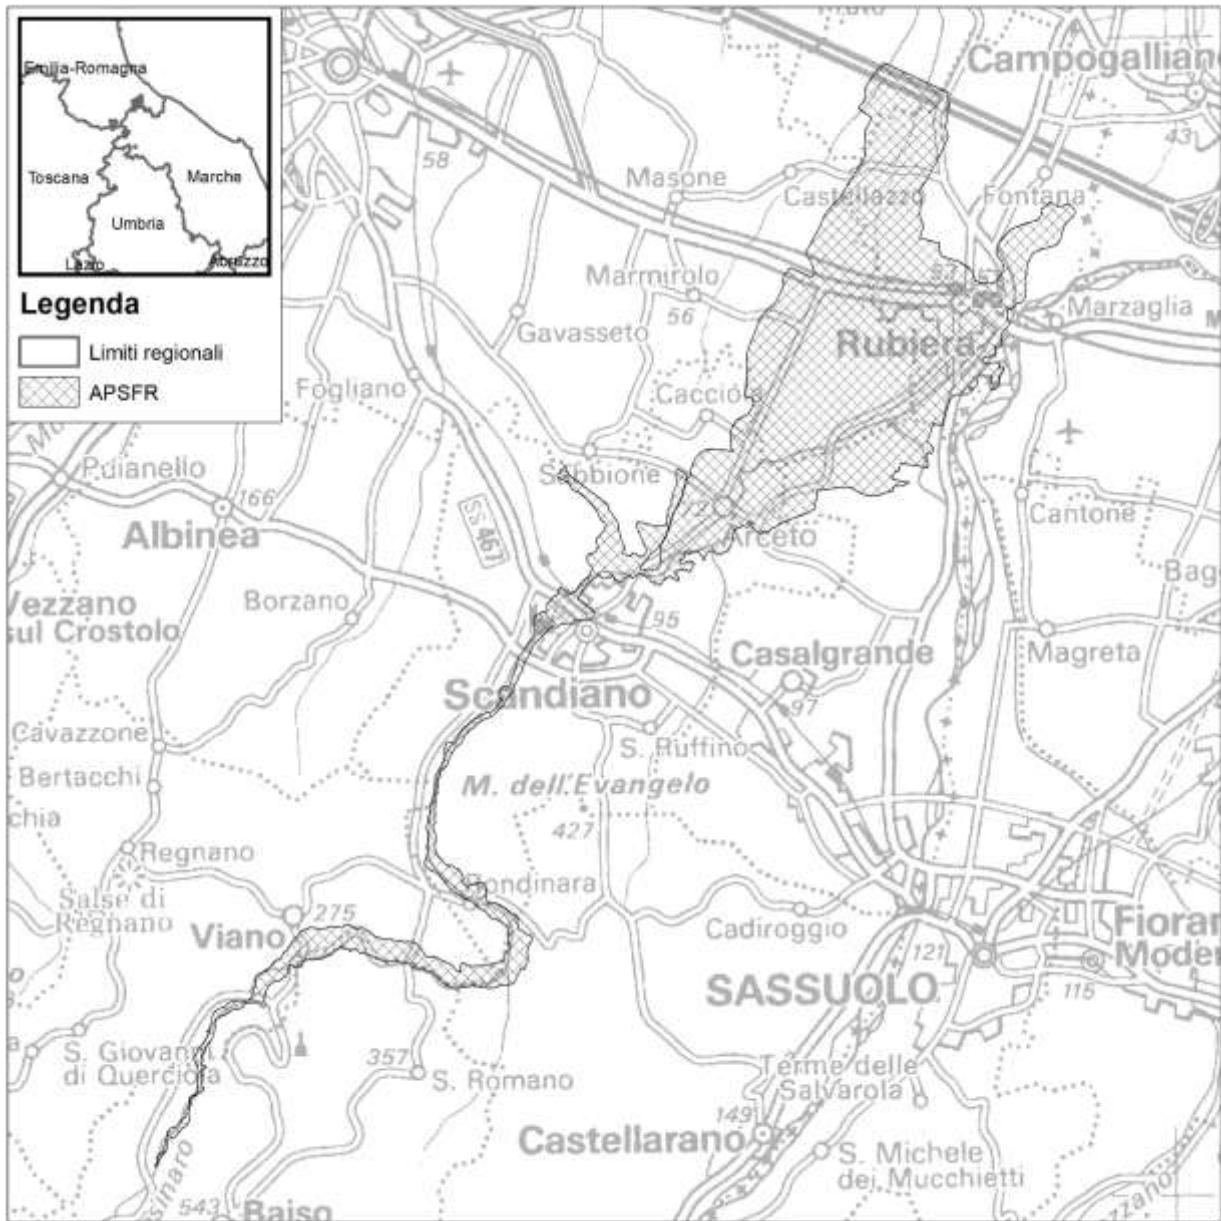 Emilia-Romagna
Toscana
Marche
Umbria
Lazio
Abruzzo
Legenda
Limiti regionali
APSFR
Campogalliano
43
58
Masone
Castellazzo
Fontana
Marmirolo
56
53
Marzaglia
Gavasseto
Rubiera
Fogliano
Cacciola
Puianello
Sabbione
166
SS 467
Albinea
Arceto
Cantone
Vezzano
sul Crostolo
Borzano
95
Casalgrande
Magreta
Scandiano
97
Cavazzone
S. Ruffino
Bertacchi
M. dell'Evangelo
427
Regnano
Salse di
Regnano
Viano
275
Cadiroggio
121
SASSUOLO
115
S. Giovanni
di Querciola
357
S. Romano
Terme delle
Salvarola
149
Castellarano
S. Michele
dei Mucchietti
543
Baiso